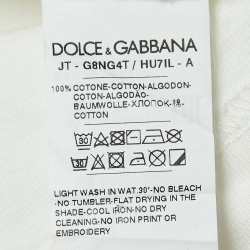 DOLCE & GABBANA
JT - G8NG4T / HU7IL - A
100% COTONE-COTTON-ALGODON-
COTON-ALGODÃO-
BAUMWOLLE-ХЛОПОК-棉-
COTTON
LIGHT WASH IN WAT.30°-NO BLEACH
-NO TUMBLER-FLAT DRYING IN THE
SHADE-COOL IRON-NO DRY
CLEANING-NO IRON PRINT OR
EMBROIDERY